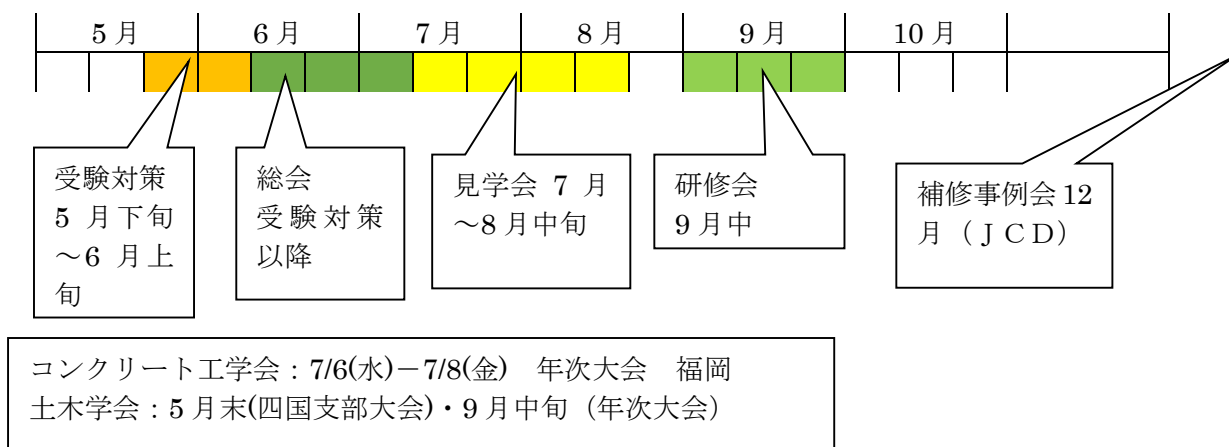 5月 6月 7月 8月 9月 10月
受験対策
5月下旬
～6月上
旬
総会
受験対策
以降
見学会 7月
～8月中旬
研修会
9月中
補修事例会12
月（ＪＣＤ）
コンクリート工学会：7/6(水)－7/8(金)　年次大会　福岡
土木学会：5月末(四国支部大会)・9月中旬（年次大会）